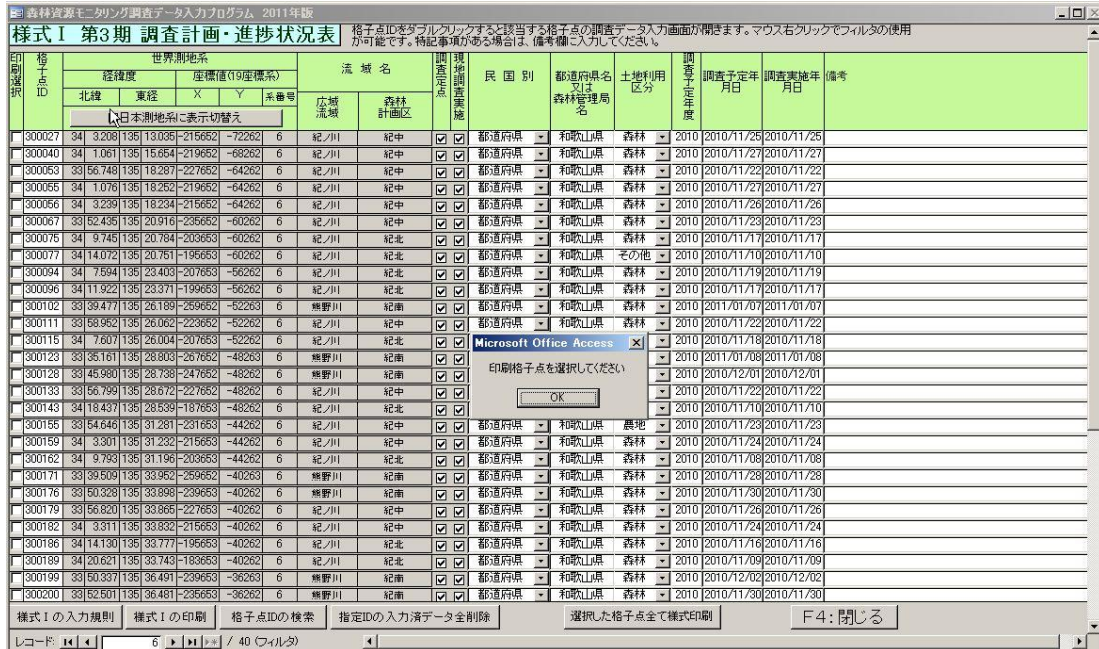 森林資源モニタリング調査データ入力プログラム 2011年版
様式Ⅰ 第3期 調査計画・進捗状況表
格子点IDをダブルクリックすると該当する格子点の調査データ入力画面が開きます。マウス右クリックでフィルタの使用
が可能です。特記事項がある場合は、備考欄に入力してください。
印刷選択 格子点ID 世界測地系 流域名 調査定点 現地調査実施 民国別 都道府県名又は森林管理局名 土地利用区分 調査予定年度 調査予定年月日 調査実施年月日 備考
経緯度 座標値(19座標系)
北緯 東経 X Y 系番号 広域流域 森林計画区
日本測地系に表示切替え
300027 34 3.208 135 13.035 -215652 -72262 6 紀ノ川 紀中 都道府県 和歌山県 森林 2010 2010/11/25 2010/11/25
300040 34 1.061 135 15.654 -219652 -68262 6 紀ノ川 紀中 都道府県 和歌山県 森林 2010 2010/11/27 2010/11/27
300053 33 56.748 135 18.287 -227652 -64262 6 紀ノ川 紀中 都道府県 和歌山県 森林 2010 2010/11/22 2010/11/22
300055 34 1.076 135 18.252 -219652 -64262 6 紀ノ川 紀中 都道府県 和歌山県 森林 2010 2010/11/27 2010/11/27
300056 34 3.239 135 18.234 -215652 -64262 6 紀ノ川 紀中 都道府県 和歌山県 森林 2010 2010/11/26 2010/11/26
300067 33 52.435 135 20.916 -235652 -60262 6 紀ノ川 紀中 都道府県 和歌山県 森林 2010 2010/11/23 2010/11/23
300075 34 9.745 135 20.784 -203653 -60262 6 紀ノ川 紀北 都道府県 和歌山県 森林 2010 2010/11/17 2010/11/17
300077 34 14.072 135 20.751 -195653 -60262 6 紀ノ川 紀北 都道府県 和歌山県 その他 2010 2010/11/10 2010/11/10
300094 34 7.594 135 23.403 -207653 -56262 6 紀ノ川 紀北 都道府県 和歌山県 森林 2010 2010/11/19 2010/11/19
300096 34 11.922 135 23.371 -199653 -56262 6 紀ノ川 紀北 都道府県 和歌山県 森林 2010 2010/11/17 2010/11/17
300102 33 39.477 135 26.189 -259652 -52263 6 熊野川 紀南 都道府県 和歌山県 森林 2010 2011/01/07 2011/01/07
300111 33 58.952 135 26.062 -223652 -52262 6 紀ノ川 紀中 都道府県 和歌山県 森林 2010 2010/11/22 2010/11/22
300115 34 7.607 135 26.004 -207653 -52262 6 紀ノ川 紀北 2010 2010/11/18 2010/11/18
300123 33 35.161 135 28.803 -267652 -48263 6 熊野川 紀南 2010 2011/01/08 2011/01/08
300128 33 45.980 135 28.738 -247652 -48262 6 熊野川 紀南 2010 2010/12/01 2010/12/01
300133 33 56.799 135 28.672 -227652 -48262 6 紀ノ川 紀中 2010 2010/11/22 2010/11/22
300143 34 18.437 135 28.539 -187653 -48262 6 紀ノ川 紀北 2010 2010/11/10 2010/11/10
Microsoft Office Access
印刷格子点を選択してください
OK
300155 33 54.646 135 31.281 -231653 -44262 6 紀ノ川 紀中 都道府県 和歌山県 農地 2010 2010/11/23 2010/11/23
300159 34 3.301 135 31.232 -215653 -44262 6 紀ノ川 紀中 都道府県 和歌山県 森林 2010 2010/11/24 2010/11/24
300162 34 9.793 135 31.196 -203653 -44262 6 紀ノ川 紀北 都道府県 和歌山県 森林 2010 2010/11/08 2010/11/08
300171 33 39.509 135 33.952 -259652 -40263 6 熊野川 紀南 都道府県 和歌山県 森林 2010 2010/11/28 2010/11/28
300176 33 50.328 135 33.898 -239653 -40262 6 熊野川 紀南 都道府県 和歌山県 森林 2010 2010/11/30 2010/11/30
300179 33 56.820 135 33.865 -227653 -40262 6 紀ノ川 紀中 都道府県 和歌山県 森林 2010 2010/11/26 2010/11/26
300182 34 3.311 135 33.832 -215653 -40262 6 紀ノ川 紀中 都道府県 和歌山県 森林 2010 2010/11/24 2010/11/24
300186 34 14.130 135 33.777 -195653 -40262 6 紀ノ川 紀北 都道府県 和歌山県 森林 2010 2010/11/16 2010/11/16
300189 34 20.621 135 33.743 -183653 -40262 6 紀ノ川 紀北 都道府県 和歌山県 森林 2010 2010/11/09 2010/11/09
300199 33 50.337 135 36.491 -239653 -36263 6 熊野川 紀南 都道府県 和歌山県 森林 2010 2010/12/02 2010/12/02
300200 33 52.501 135 36.481 -235653 -36262 6 熊野川 紀南 都道府県 和歌山県 森林 2010 2010/11/30 2010/11/30
様式Ⅰの入力規則 様式Ⅰの印刷 格子点IDの検索 指定IDの入力済データ全削除 選択した格子点全て様式印刷 F4:閉じる
レコード: 6 / 40 (フィルタ)